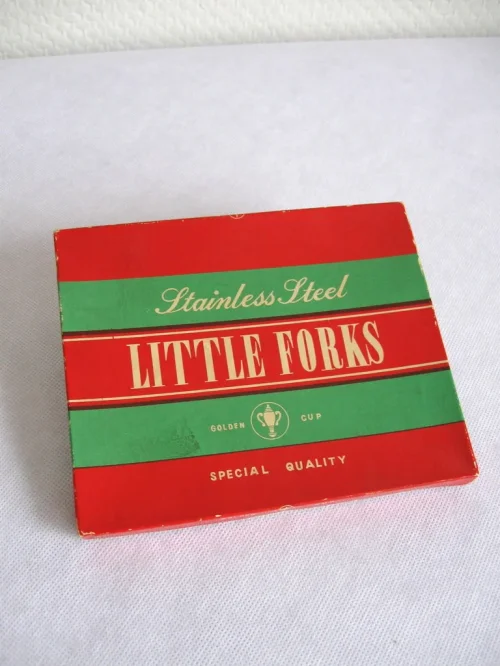 Stainless Steel
LITTLE FORKS
GOLDEN CUP
SPECIAL QUALITY